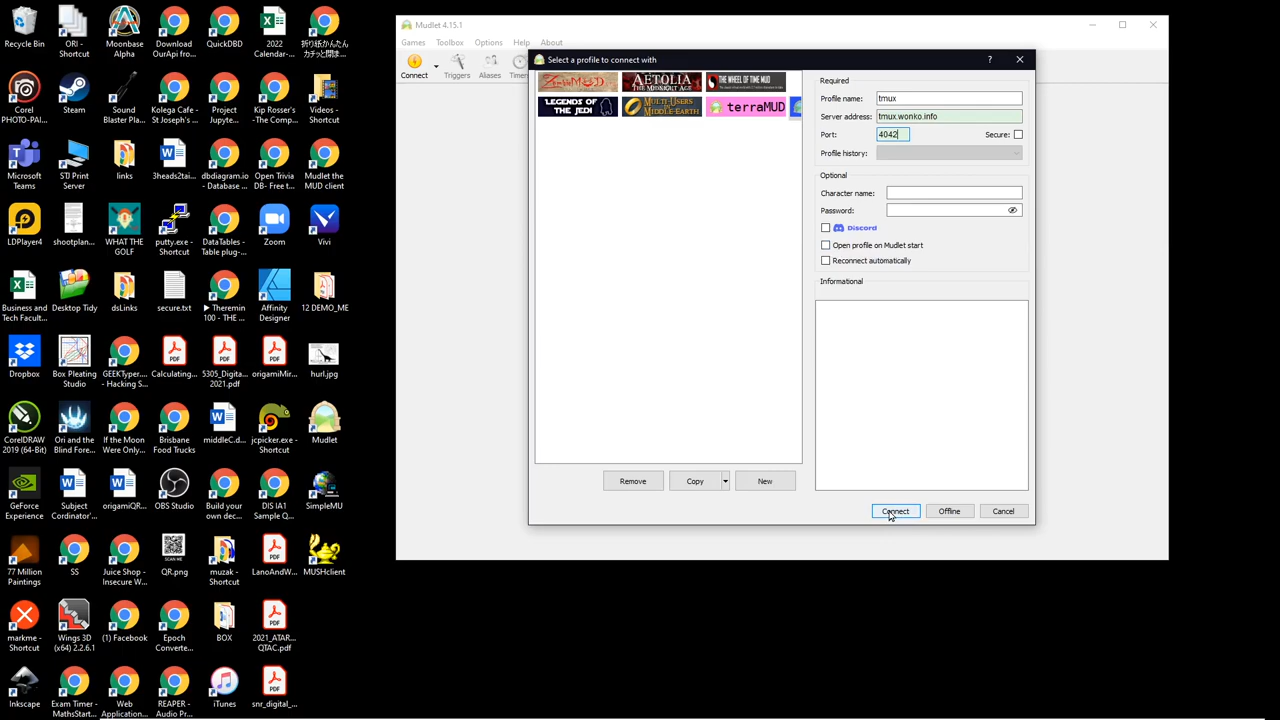 Recycle Bin
ORI -
Shortcut
Moonbase
Alpha
Download
OurApi from...
QuickDBD
2022
Calendar-...
折り紙かんたん
カチッと閉ま...
Corel
PHOTO-PAI...
Steam
Sound
Blaster Pla...
Kolega Cafe -
St Joseph's ...
Project
Jupyte...
Kip Rosser's
-The Comp...
Videos -
Shortcut
Microsoft
Teams
STJ Print
Server
links
3heads2tai...
dbdiagram.io
- Database ...
Open Trivia
DB- Free t...
Mudlet the
MUD client
LDPlayer4
shootplan...
WHAT THE
GOLF
putty.exe -
Shortcut
DataTables -
Table plug-...
Zoom
Vivi
Business and
Tech Facult...
Desktop Tidy
dsLinks
secure.txt
▶ Theremin
100 - THE ...
Affinity
Designer
12 DEMO_ME
Dropbox
Box Pleating
Studio
GEEKTyper....
- Hacking S...
Calculating...
5305_Digita...
2021.pdf
origamiMir...
hurl.jpg
CorelDRAW
2019 (64-Bit)
Ori and the
Blind Fore...
If the Moon
Were Only...
Brisbane
Food Trucks
middleC.d...
jcpicker.exe -
Shortcut
Mudlet
GeForce
Experience
Subject
Cordinator'...
origamiQR...
OBS Studio
Build your
own dec...
DIS IA1
Sample Q...
SimpleMU
77 Million
Paintings
SS
Juice Shop -
Insecure W...
QR.png
SCAN ME
muzak -
Shortcut
LanoAndW...
MUSHclient
markme -
Shortcut
Wings 3D
(x64) 2.2.6.1
(1) Facebook
Epoch
Converte...
BOX
2021_ATAR...
QTAC.pdf
Inkscape
Exam Timer -
MathsStart...
Web
Application...
REAPER -
Audio Pr...
iTunes
snr_digital_...
Mudlet 4.15.1
Games Toolbox Options Help About
Connect Triggers Aliases Timers
Select a profile to connect with
ZombieMUD AETOLIA THE MIDNIGHT AGE THE WHEEL OF TIME MUD
LEGENDS OF THE JEDI MULTI-USERS IN MIDDLE-EARTH terraMUD
Remove Copy New
Required
Profile name: tmux
Server address: tmux.wonko.info
Port: 4042 Secure:
Profile history:
Optional
Character name:
Password:
Discord
Open profile on Mudlet start
Reconnect automatically
Informational
Connect Offline Cancel